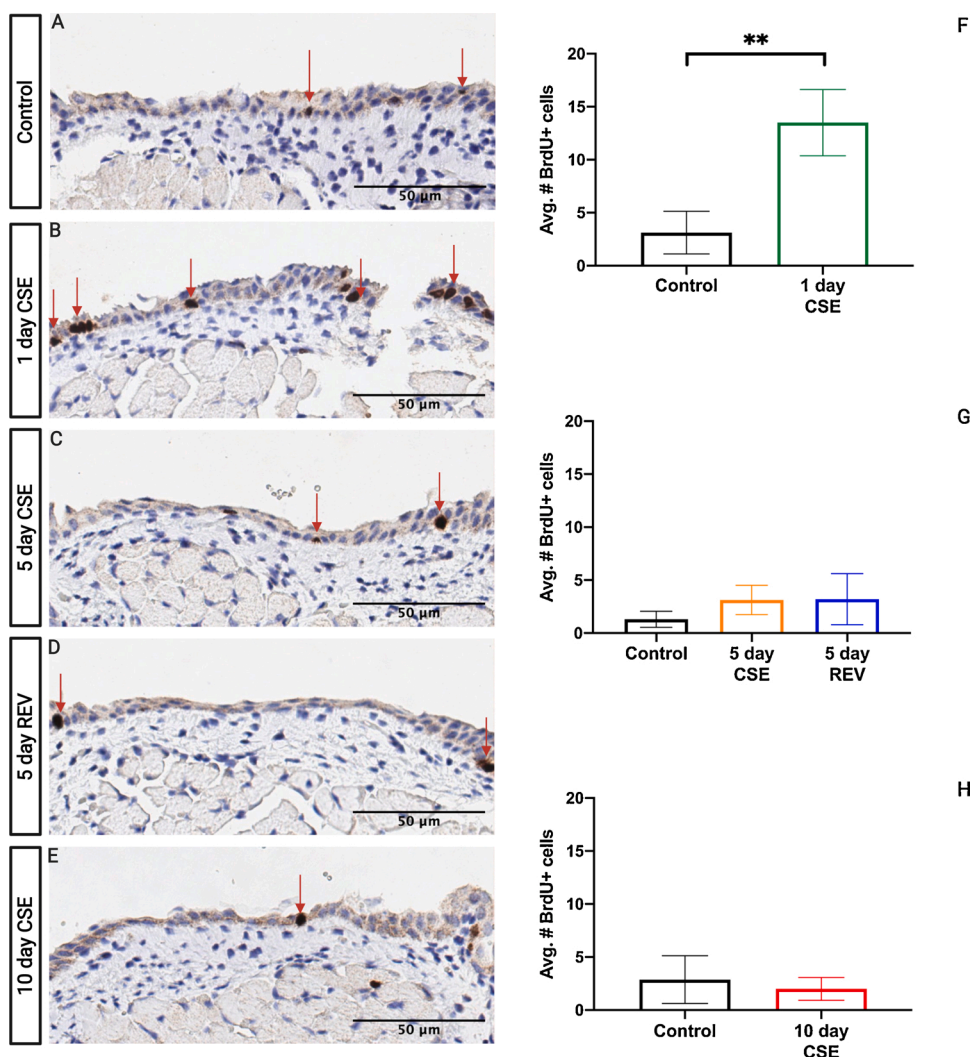 A
Control
50 µm
B
1 day CSE
50 µm
C
5 day CSE
50 µm
D
5 day REV
50 µm
E
10 day CSE
50 µm
F
**
Avg. # BrdU+ cells
20
15
10
5
0
Control
1 day
CSE
G
Avg. # BrdU+ cells
20
15
10
5
0
Control
5 day
CSE
5 day
REV
H
Avg. # BrdU+ cells
20
15
10
5
0
Control
10 day
CSE